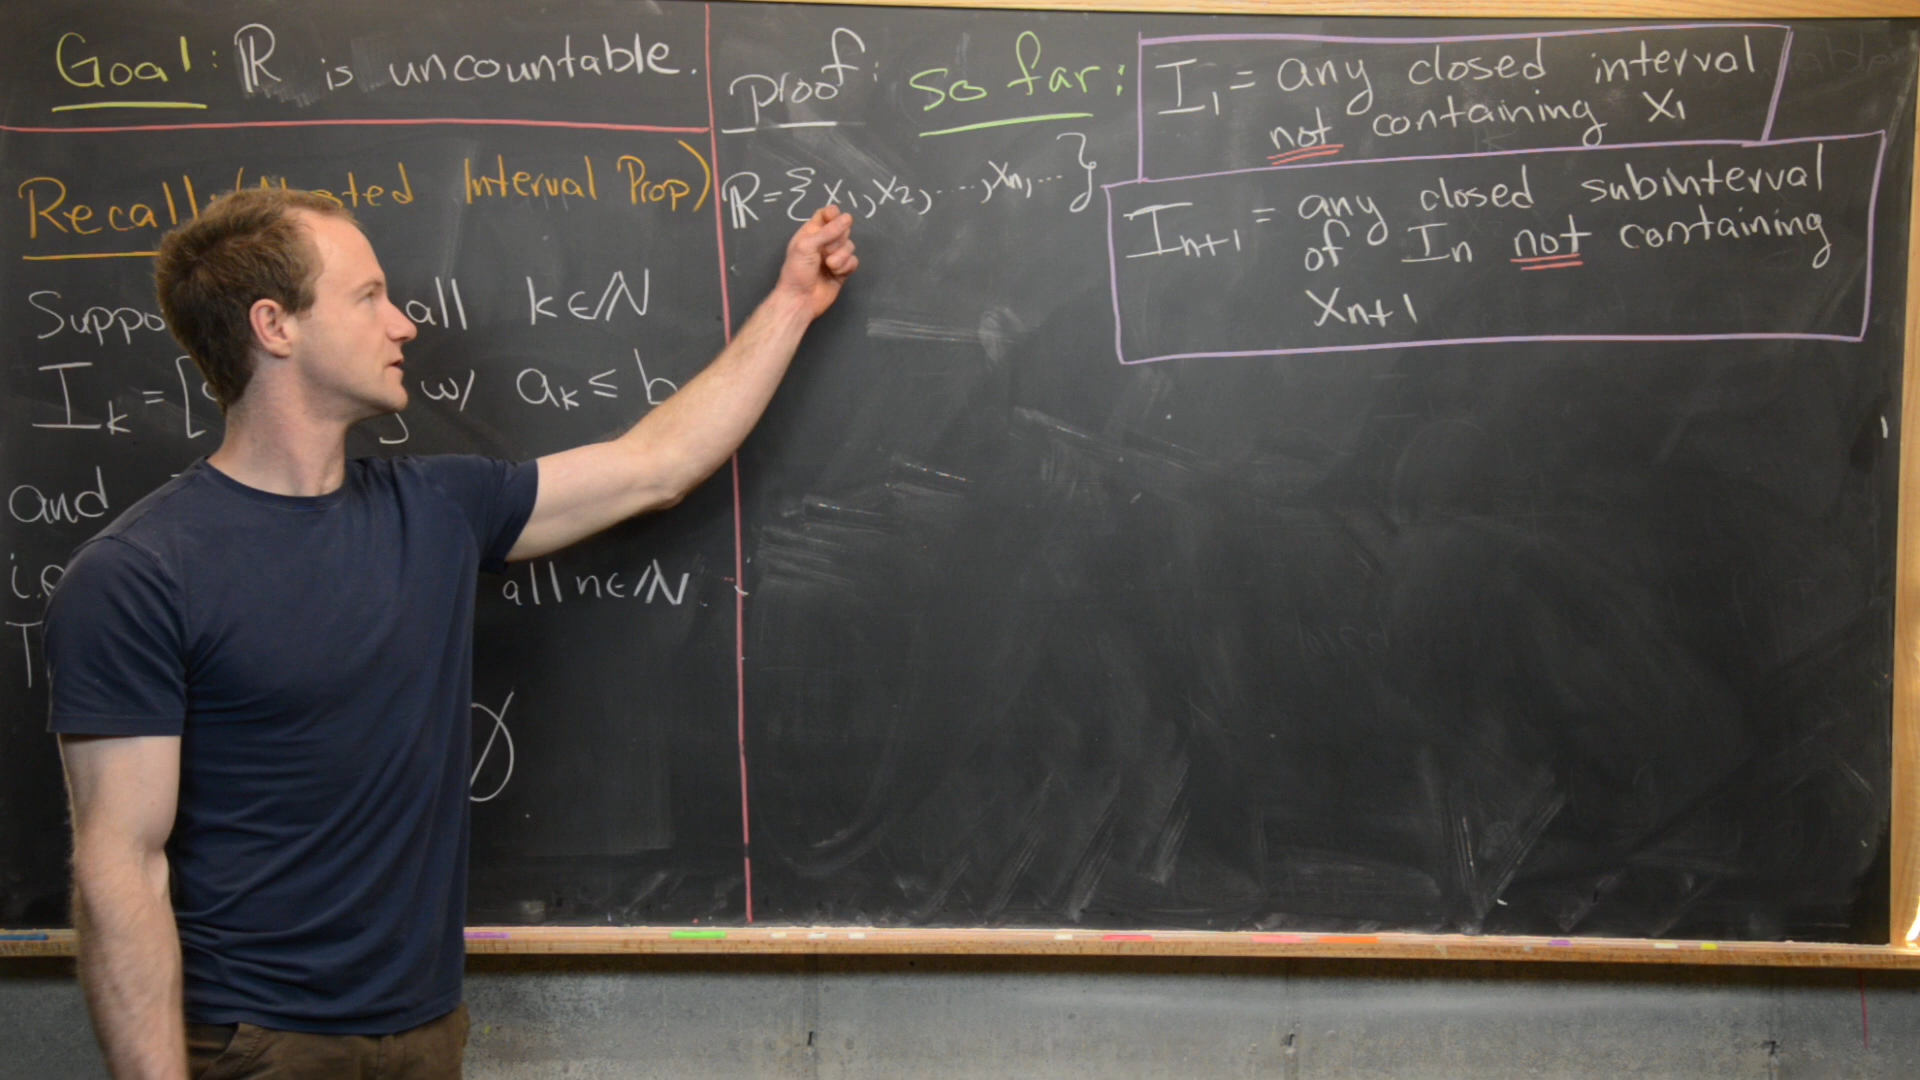 Goal: ℝ is uncountable.
Recall (Nested Interval Prop)
all k∈ℕ
I_k = [ ] w/ a_k ≤ b
and
all n∈ℕ
∅
Proof: So far:
ℝ={x₁,x₂,...,xₙ,...}
I₁ = any closed interval
not containing x₁
Iₙ₊₁ = any closed subinterval
of Iₙ not containing
xₙ₊₁